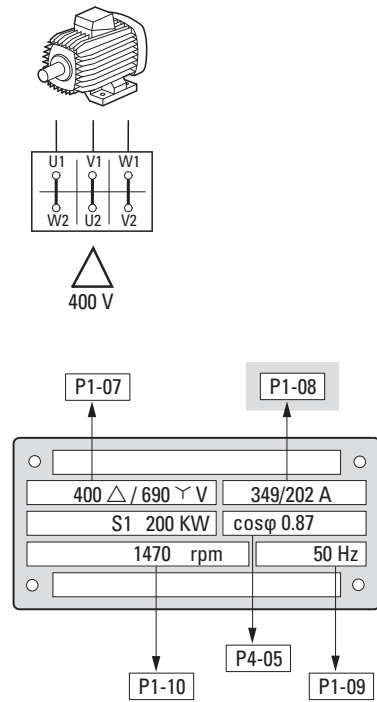 U1 V1 W1
W2 U2 V2
400 V
P1-07 P1-08
400 △ / 690 Y V 349/202 A
S1 200 KW cosφ 0.87
1470 rpm 50 Hz
P4-05
P1-10 P1-09